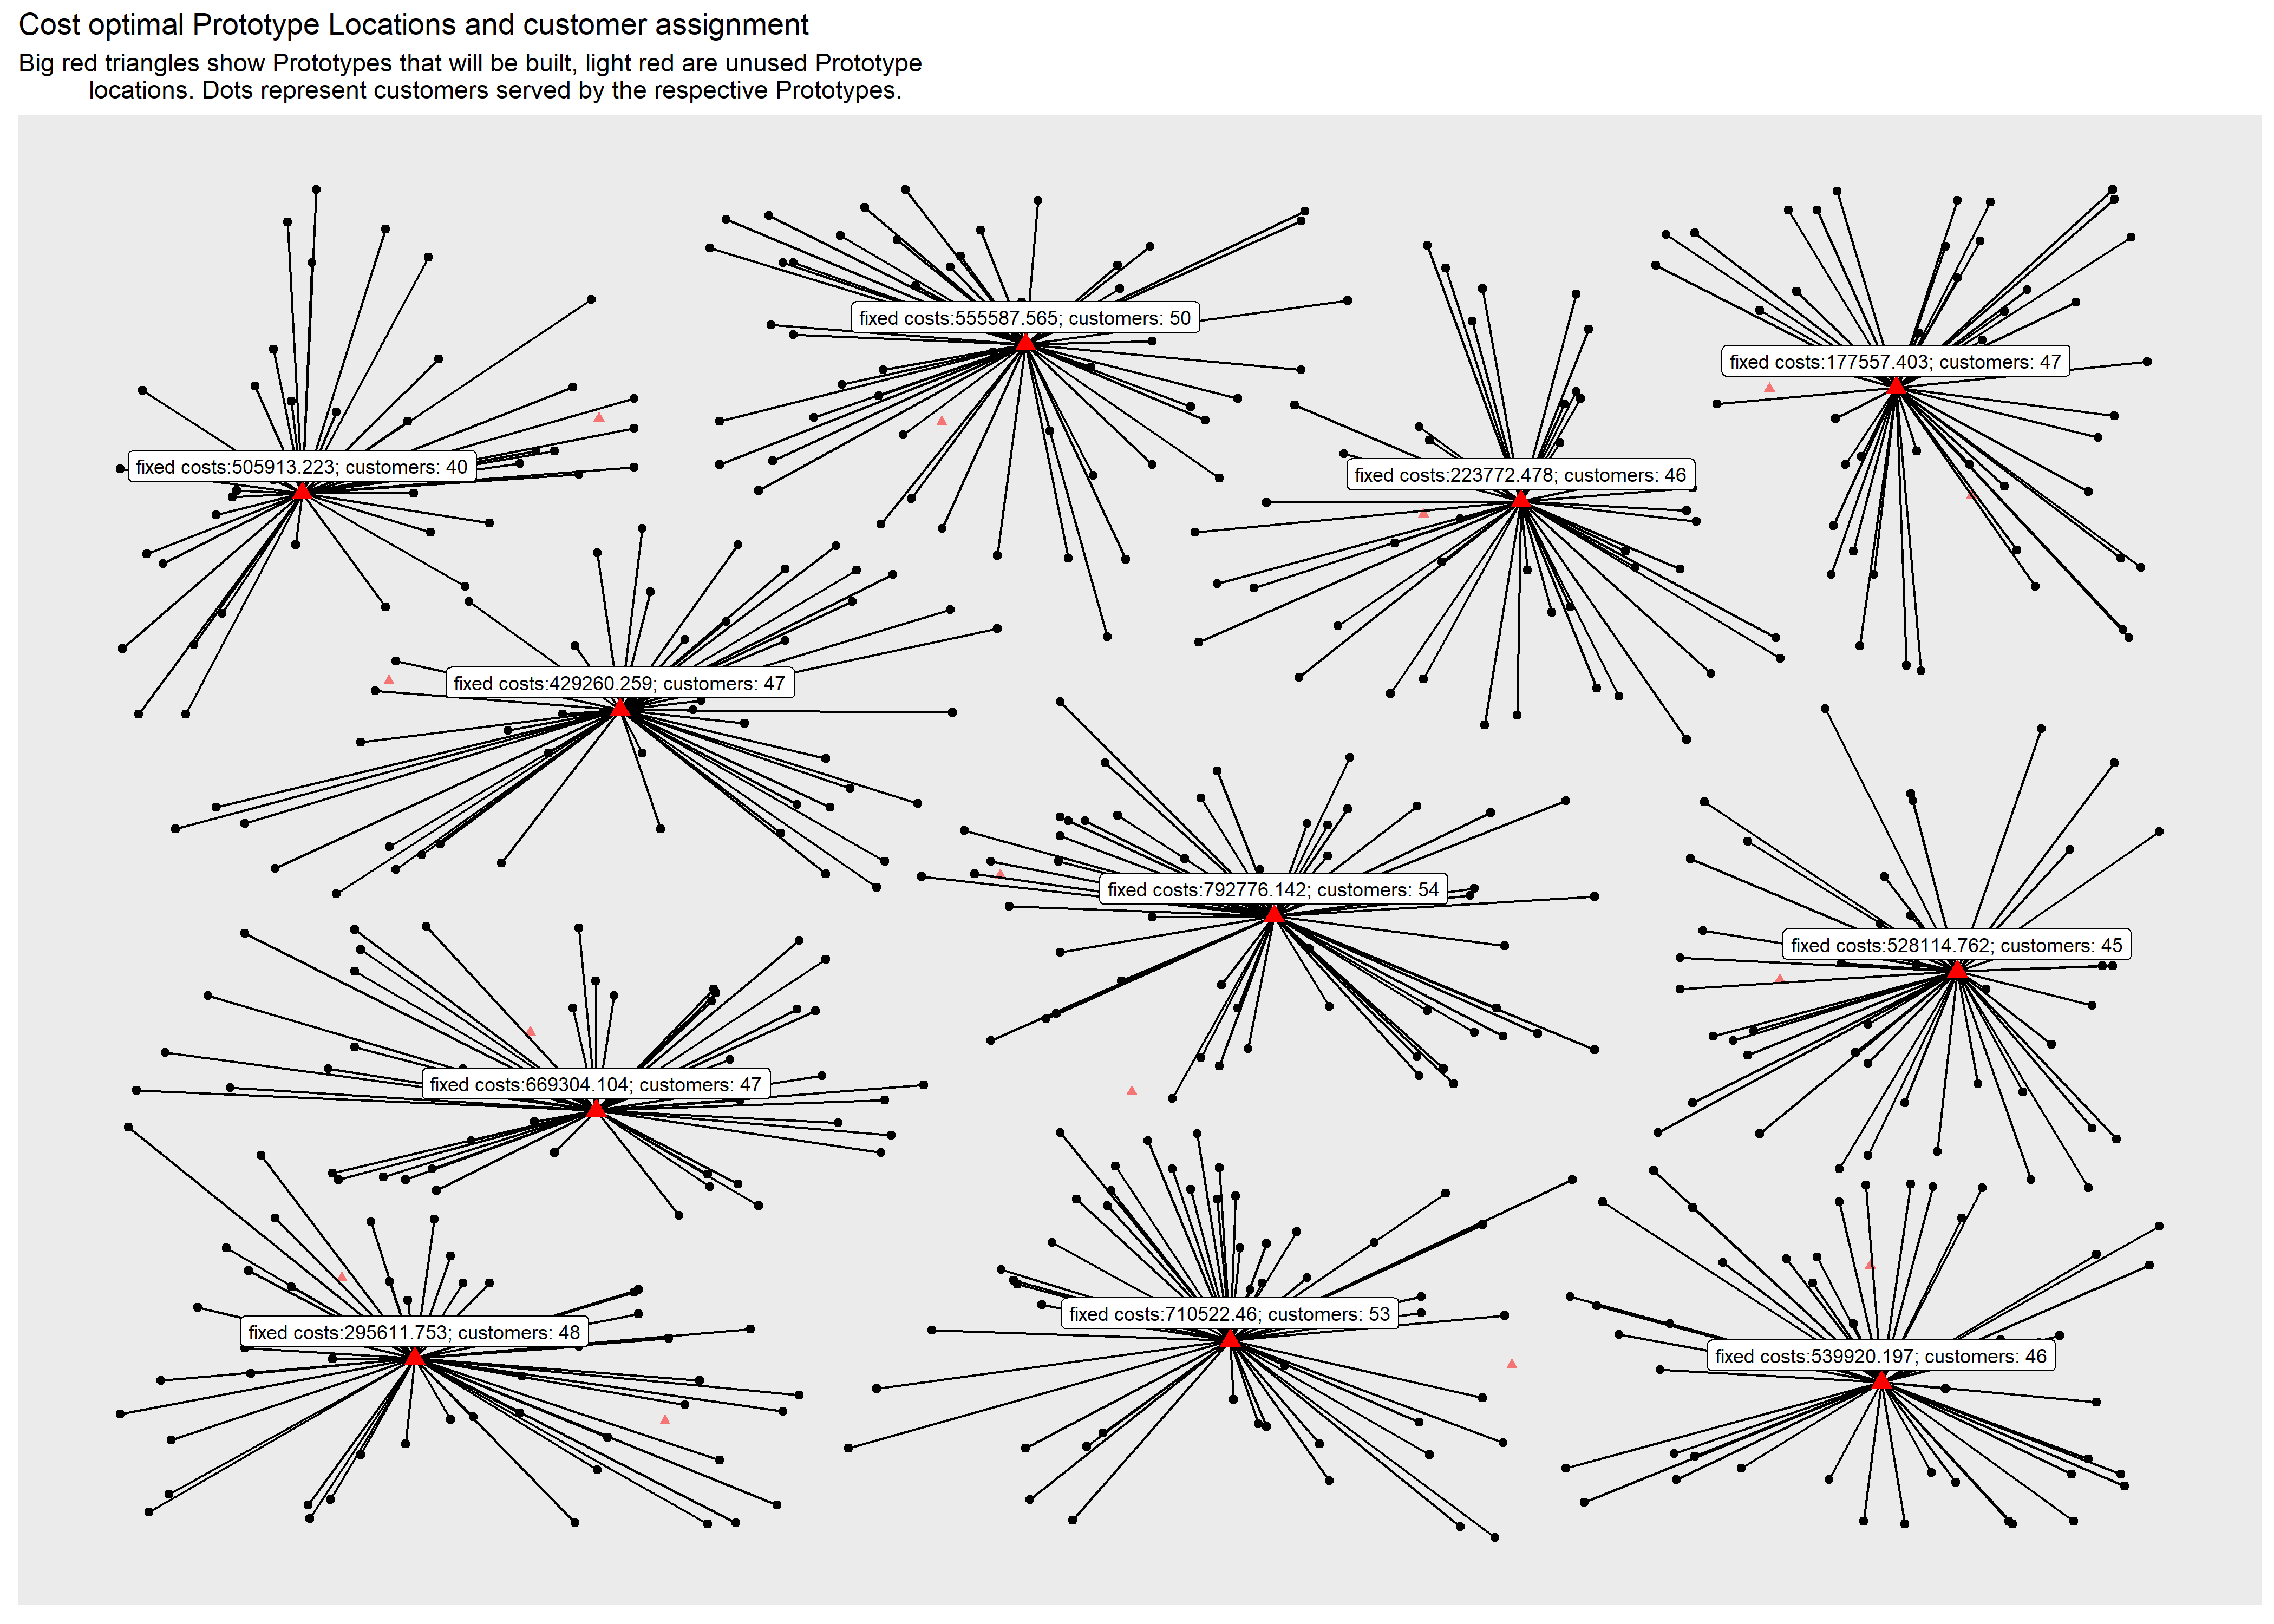 Cost optimal Prototype Locations and customer assignment
Big red triangles show Prototypes that will be built, light red are unused Prototype
locations. Dots represent customers served by the respective Prototypes.
fixed costs:555587.565; customers: 50
fixed costs:177557.403; customers: 47
fixed costs:505913.223; customers: 40
fixed costs:223772.478; customers: 46
fixed costs:429260.259; customers: 47
fixed costs:792776.142; customers: 54
fixed costs:528114.762; customers: 45
fixed costs:669304.104; customers: 47
fixed costs:710522.46; customers: 53
fixed costs:295611.753; customers: 48
fixed costs:539920.197; customers: 46